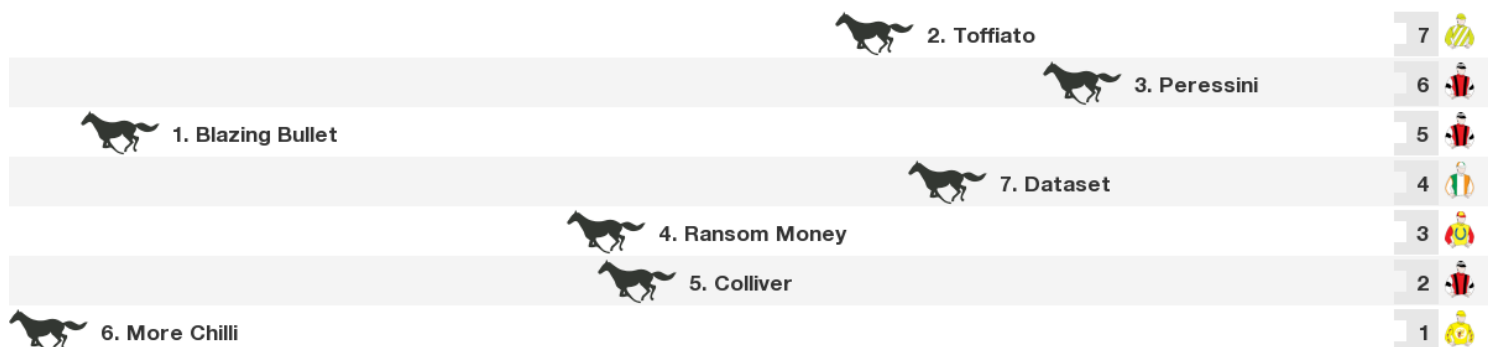 2. Toffiato 7
3. Peressini 6
1. Blazing Bullet 5
7. Dataset 4
4. Ransom Money 3
5. Colliver 2
6. More Chilli 1